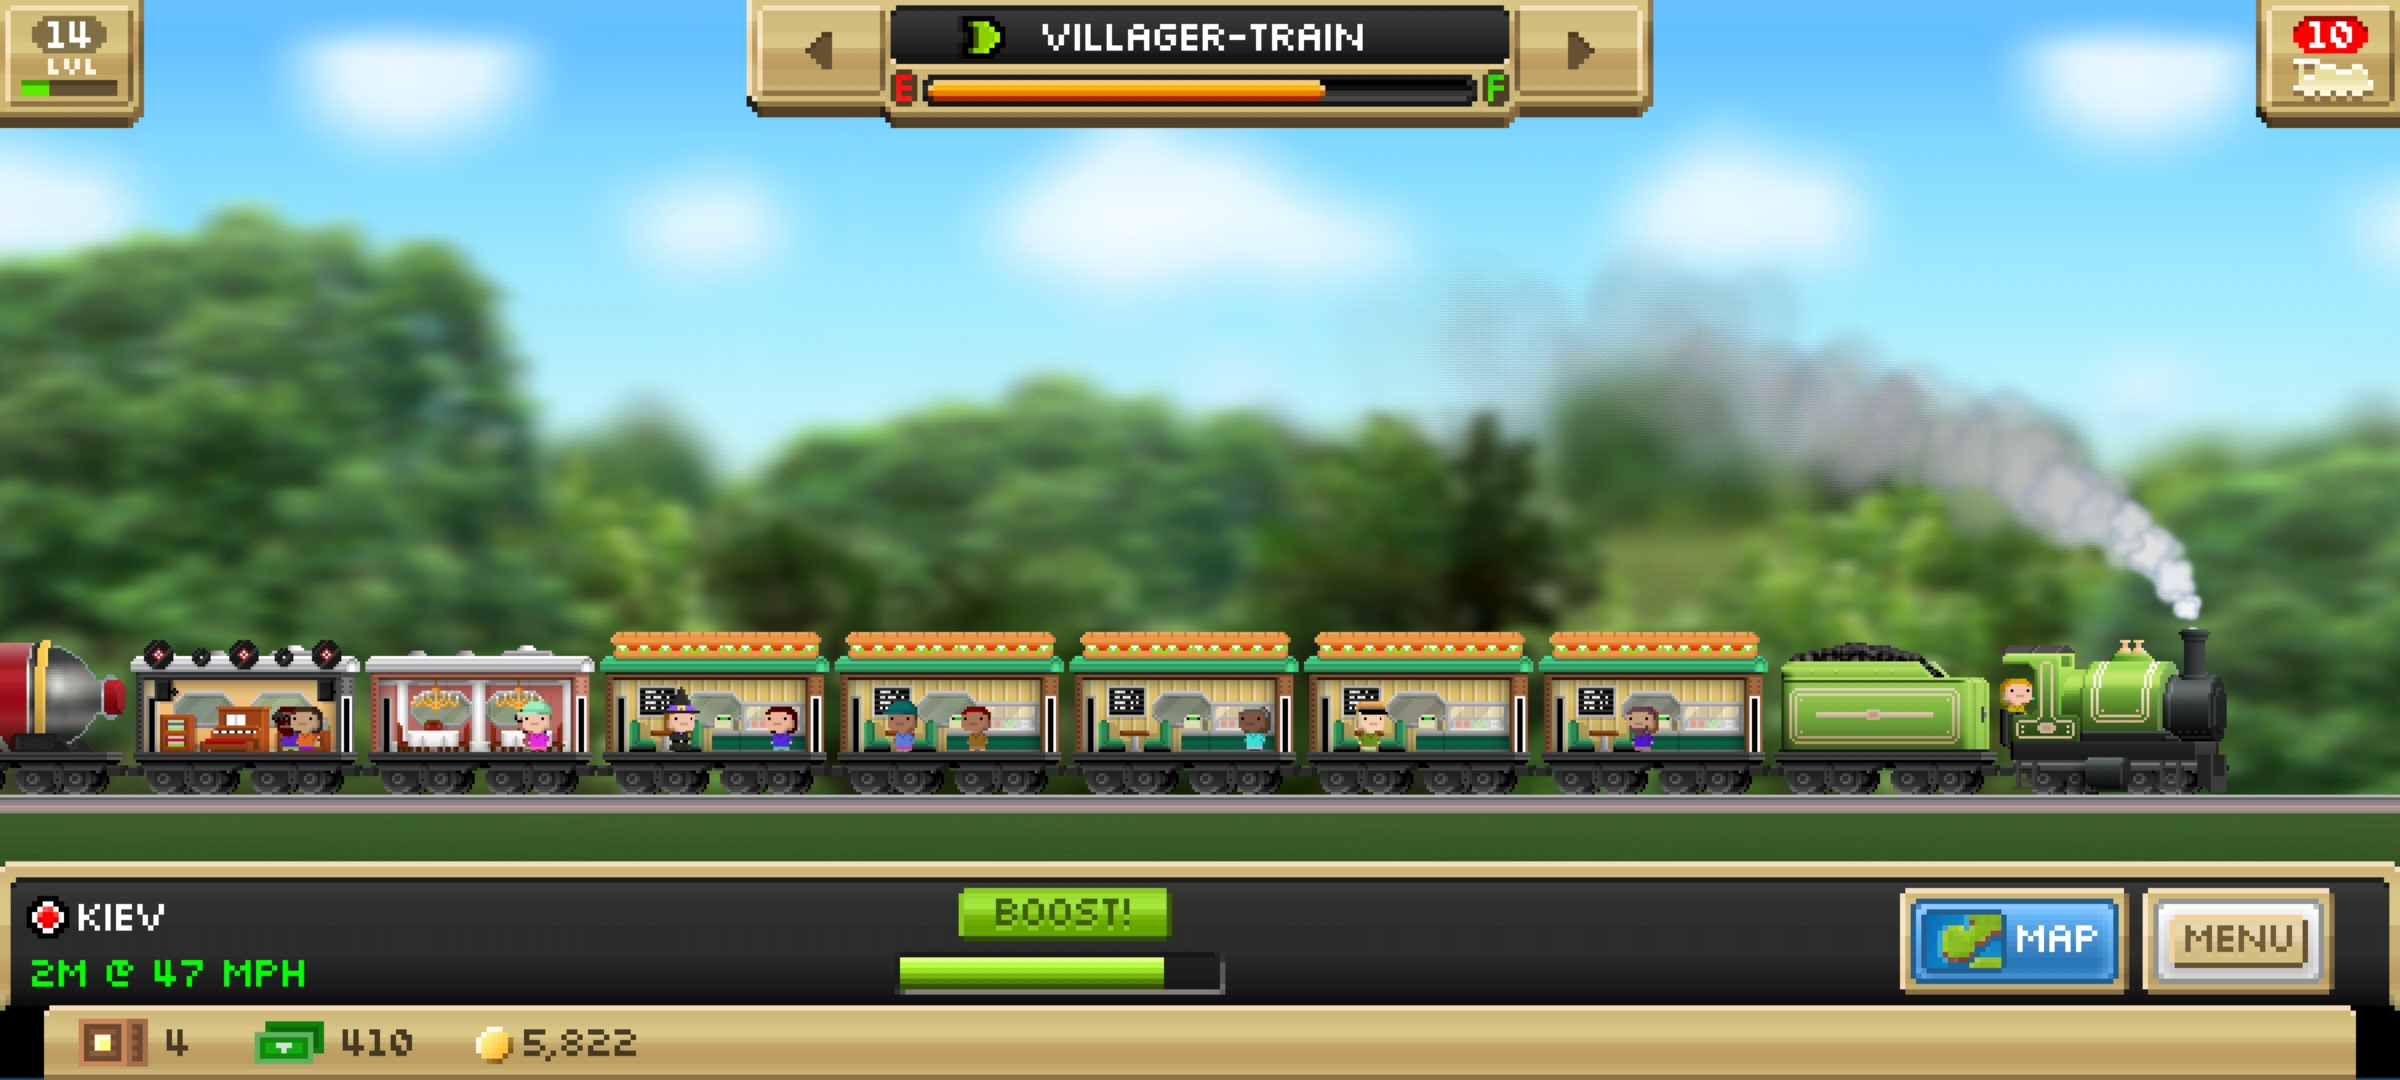 14
LVL
VILLAGER-TRAIN
E F
10
KIEV
2M @ 47 MPH
BOOST!
MAP
MENU
4
410
5,822